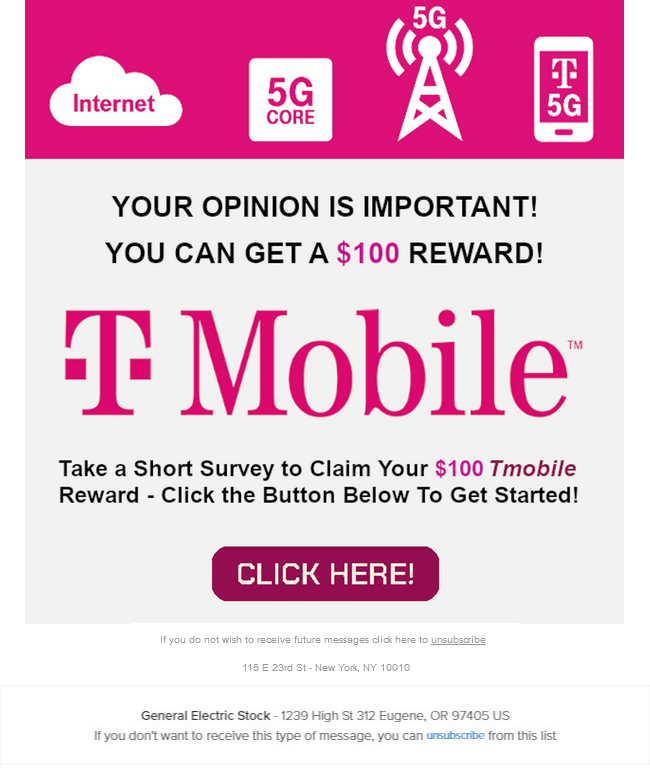 5G
Internet
5G
CORE
T
5G
YOUR OPINION IS IMPORTANT!
YOU CAN GET A $100 REWARD!
T Mobile™
Take a Short Survey to Claim Your $100 Tmobile
Reward - Click the Button Below To Get Started!
CLICK HERE!
If you do not wish to receive future messages click here to unsubscribe
115 E 23rd St - New York, NY 10010
General Electric Stock - 1239 High St 312 Eugene, OR 97405 US
If you don't want to receive this type of message, you can unsubscribe from this list